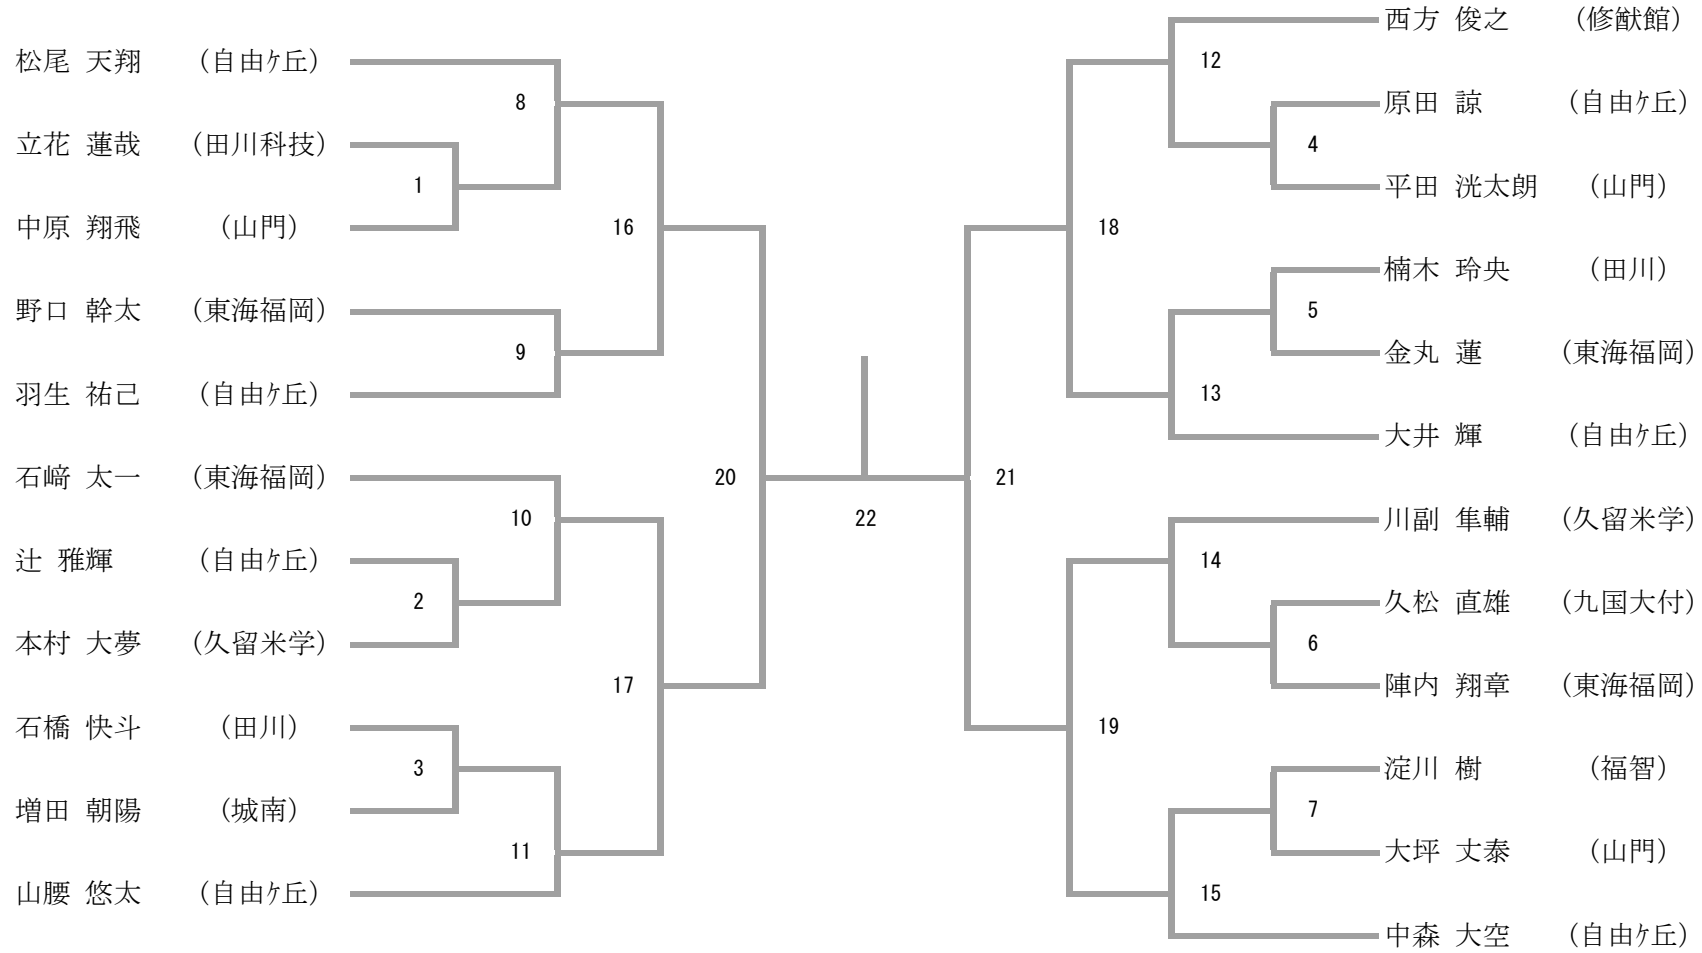 松尾 天翔 (自由ケ丘)
8
立花 蓮哉 (田川科技)
1
中原 翔飛 (山門)
16
野口 幹太 (東海福岡)
9
羽生 祐己 (自由ケ丘)
石﨑 太一 (東海福岡)
20
10
辻 雅輝 (自由ケ丘)
2
本村 大夢 (久留米学)
17
石橋 快斗 (田川)
3
増田 朝陽 (城南)
11
山腰 悠太 (自由ケ丘)
22
西方 俊之 (修猷館)
12
原田 諒 (自由ケ丘)
4
平田 洸太朗 (山門)
18
楠木 玲央 (田川)
5
金丸 蓮 (東海福岡)
13
大井 輝 (自由ケ丘)
21
川副 隼輔 (久留米学)
14
久松 直雄 (九国大付)
6
陣内 翔章 (東海福岡)
19
淀川 樹 (福智)
7
大坪 丈泰 (山門)
15
中森 大空 (自由ケ丘)